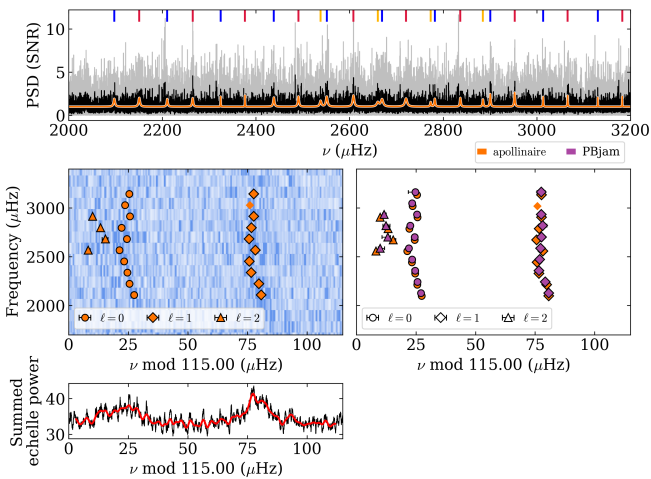 PSD (SNR)
10
5
0
2000 2200 2400 2600 2800 3000 3200
ν (μHz)
apollinaire PBjam
Frequency (μHz)
3000
2750
2500
2250
2000
ℓ = 0 ℓ = 1 ℓ = 2
0 25 50 75 100
ν mod 115.00 (μHz)
ℓ = 0 ℓ = 1 ℓ = 2
0 25 50 75 100
ν mod 115.00 (μHz)
Summed
echelle power
40
30
0 25 50 75 100
ν mod 115.00 (μHz)